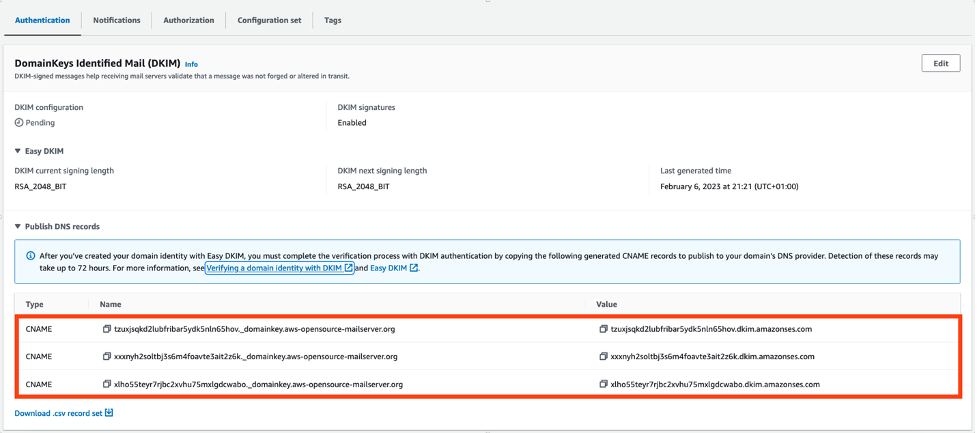 Authentication Notifications Authorization Configuration set Tags
DomainKeys Identified Mail (DKIM) Info
Edit
DKIM-signed messages help receiving mail servers validate that a message was not forged or altered in transit.
DKIM configuration DKIM signatures
Pending Enabled
Easy DKIM
DKIM current signing length DKIM next signing length Last generated time
RSA_2048_BIT RSA_2048_BIT February 6, 2023 at 21:21 (UTC+01:00)
Publish DNS records
After you've created your domain identity with Easy DKIM, you must complete the verification process with DKIM authentication by copying the following generated CNAME records to publish to your domain's DNS provider. Detection of these records may
take up to 72 hours. For more information, see Verifying a domain identity with DKIM and Easy DKIM .
Type Name Value
CNAME tzuxjsqkd2lubfribar5ydk5nln65hov._domainkey.aws-opensource-mailserver.org tzuxjsqkd2lubfribar5ydk5nln65hov.dkim.amazonses.com
CNAME xxxnyh2soltbj3s6m4foavte3ait2z6k._domainkey.aws-opensource-mailserver.org xxxnyh2soltbj3s6m4foavte3ait2z6k.dkim.amazonses.com
CNAME xlho55teyr7rjbc2xvhu75mxlgdcwabo._domainkey.aws-opensource-mailserver.org xlho55teyr7rjbc2xvhu75mxlgdcwabo.dkim.amazonses.com
Download .csv record set